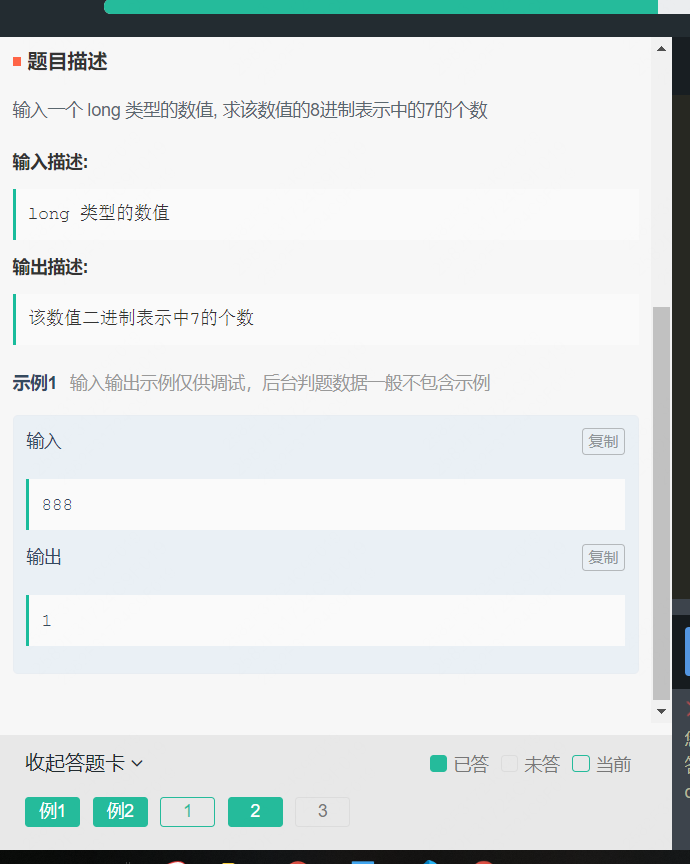 题目描述
输入一个 long 类型的数值, 求该数值的8进制表示中的7的个数
输入描述:
long 类型的数值
输出描述:
该数值二进制表示中7的个数
示例1 输入输出示例仅供调试，后台判题数据一般不包含示例
输入 复制
888
输出 复制
1
收起答题卡 已答 未答 当前
例1 例2 1 2 3